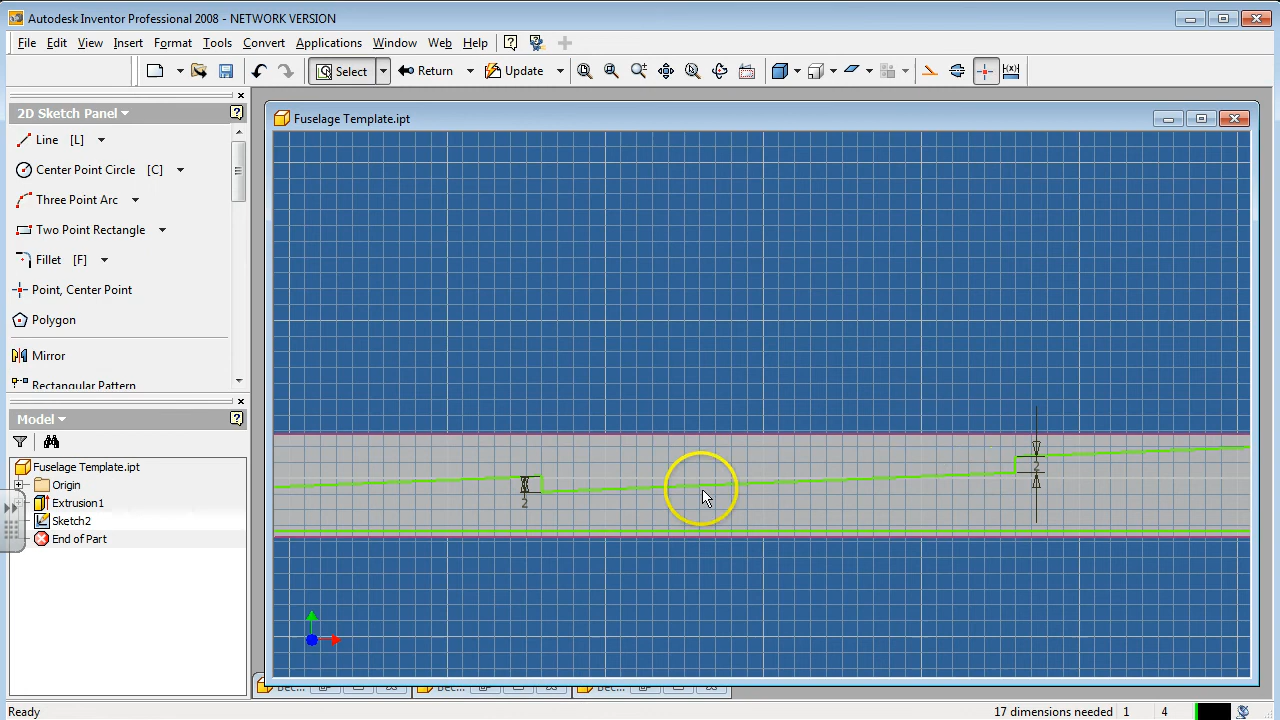 Autodesk Inventor Professional 2008 - NETWORK VERSION
File Edit View Insert Format Tools Convert Applications Window Web Help
Select Return Update
2D Sketch Panel
Fuselage Template.ipt
Line [L]
Center Point Circle [C]
Three Point Arc
Two Point Rectangle
Fillet [F]
Point, Center Point
Polygon
Mirror
Rectangular Pattern
Model
Fuselage Template.ipt
Origin
Extrusion1
Sketch2
End of Part
2
2
Ready
17 dimensions needed 1 4